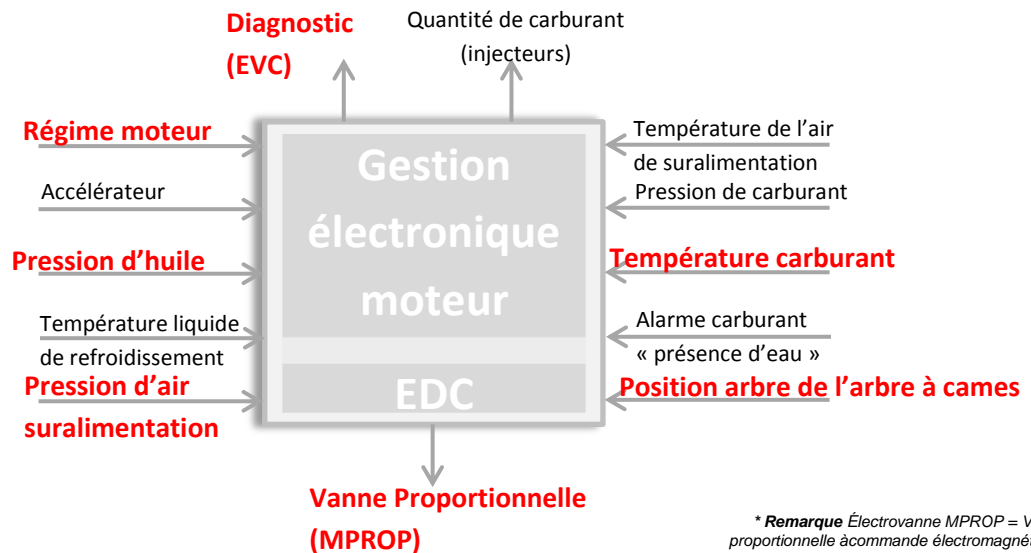 Diagnostic
(EVC)
Quantité de carburant
(injecteurs)
Régime moteur
Accélérateur
Pression d'huile
Température liquide
de refroidissement
Pression d'air
suralimentation
Gestion
électronique
moteur
EDC
Température de l'air
de suralimentation
Pression de carburant
Température carburant
Alarme carburant
« présence d'eau »
Position arbre de l'arbre à cames
Vanne Proportionnelle
(MPROP)
* Remarque Électrovanne MPROP = V
proportionnelle àcommande électromagnét